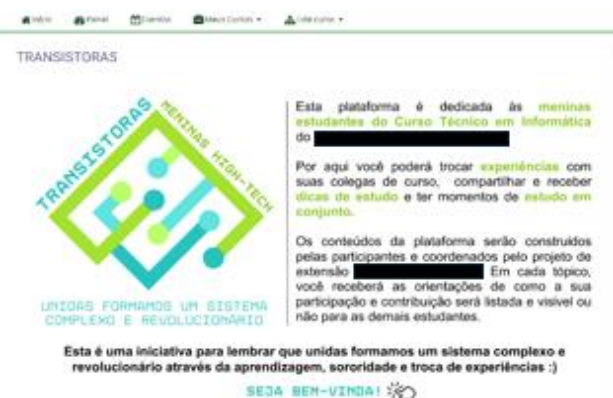 Início Painel Eventos Meus Cursos Este curso
TRANSISTORAS
TRANSISTORAS
MENINAS HIGH-TECH
UNIDAS FORMAMOS UM SISTEMA
COMPLEXO E REVOLUCIONÁRIO
Esta plataforma é dedicada às meninas
estudantes do Curso Técnico em Informática
do
Por aqui você poderá trocar experiências com
suas colegas de curso, compartilhar e receber
dicas de estudo e ter momentos de estudo em
conjunto.
Os conteúdos da plataforma serão construídos
pelas participantes e coordenados pelo projeto de
extensão Em cada tópico,
você receberá as orientações de como a sua
participação e contribuição será listada e visível ou
não para as demais estudantes.
Esta é uma iniciativa para lembrar que unidas formamos um sistema complexo e
revolucionário através da aprendizagem, sororidade e troca de experiências :)
SEJA BEM-VINDA!